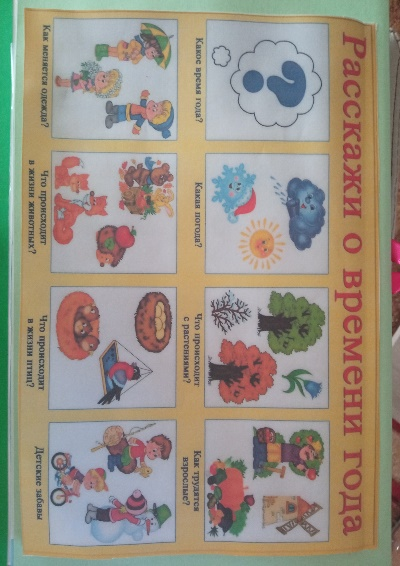 Расскажи о времени года
Какое время года?
Какая погода?
Что происходит
с растениями?
Как трудятся
взрослые?
Как меняется одежда?
Что происходит
в жизни животных?
Что происходит
в жизни птиц?
Детские забавы